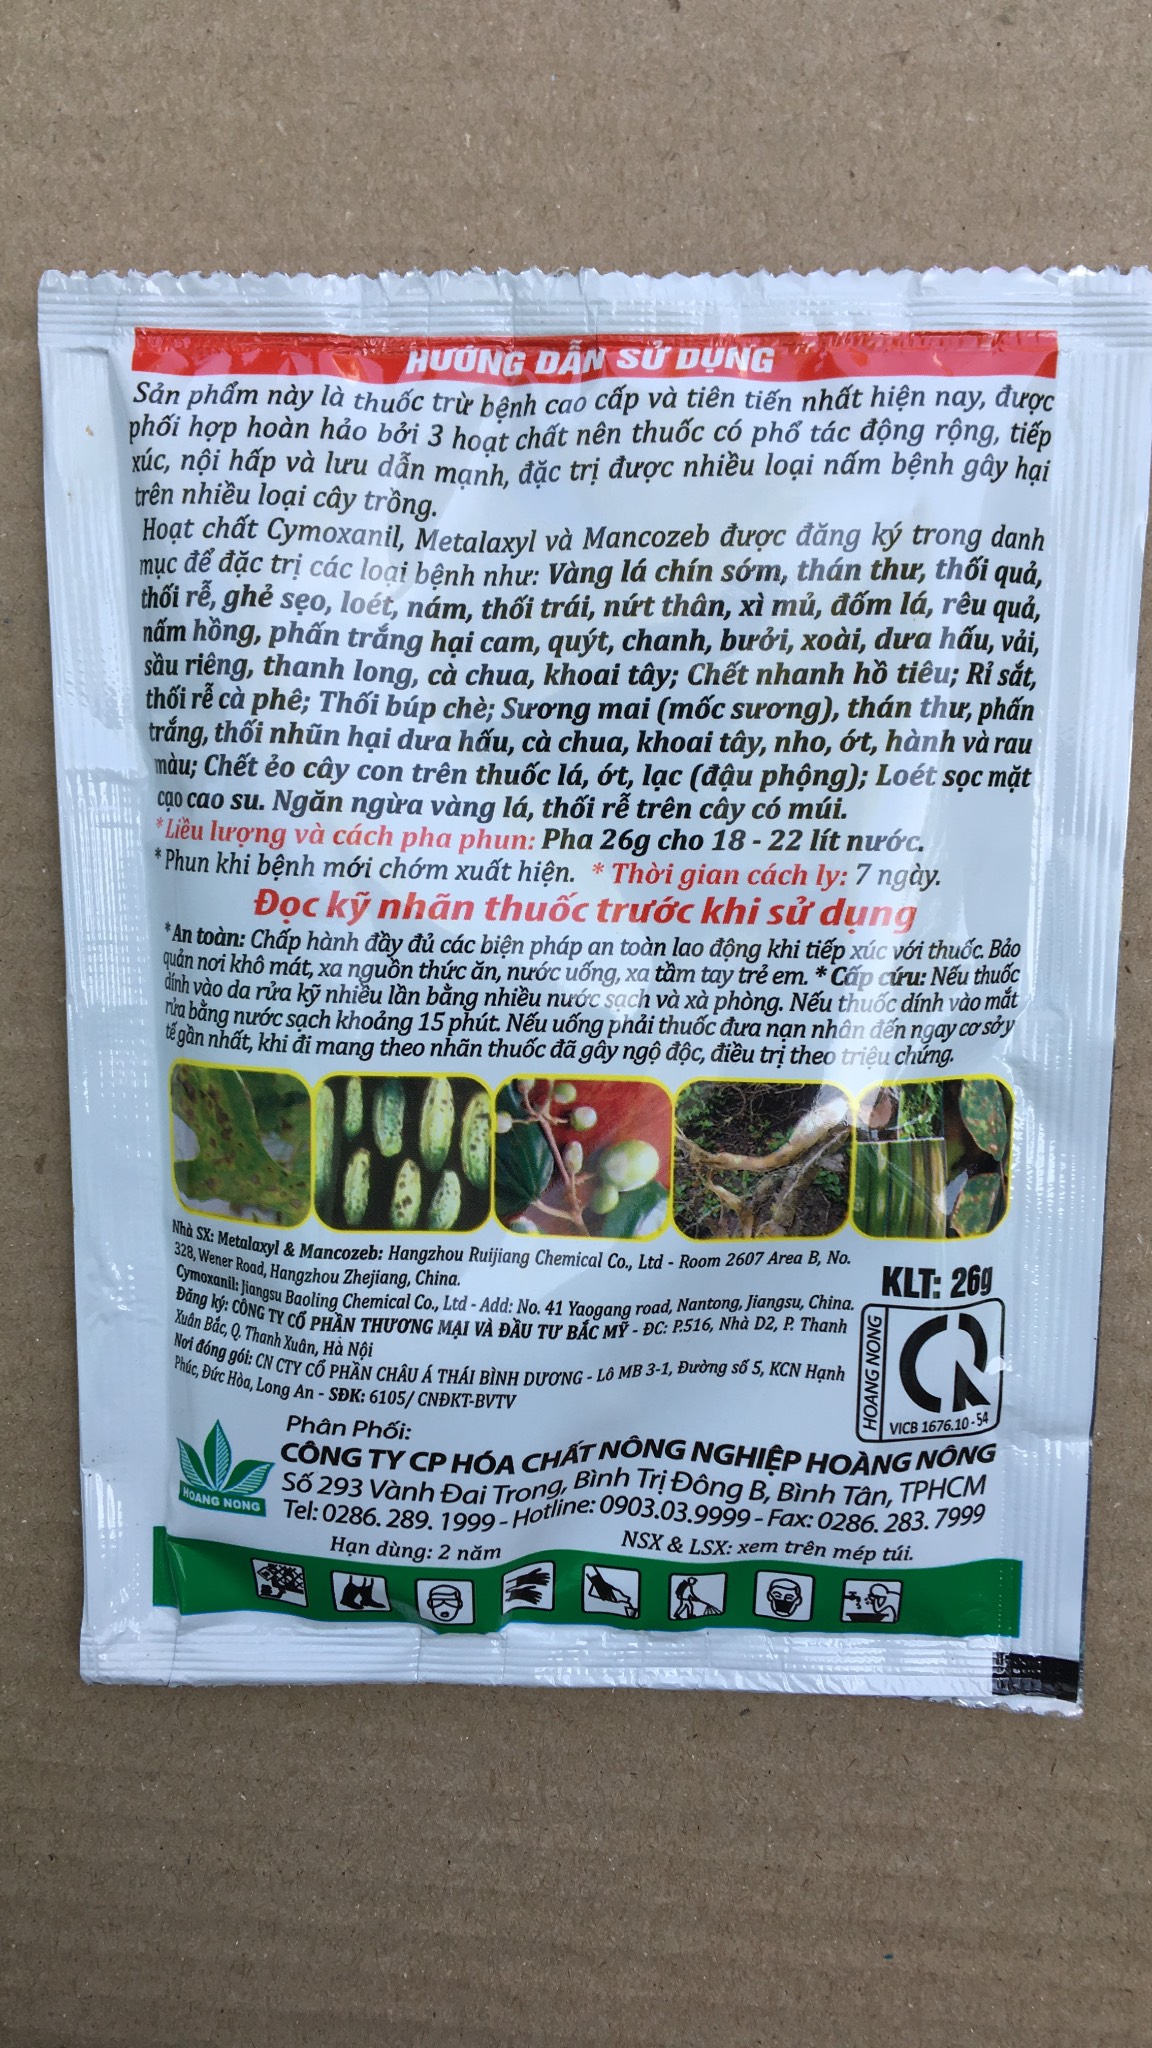 HƯỚNG DẪN SỬ DỤNG
Sản phẩm này là thuốc trừ bệnh cao cấp và tiên tiến nhất hiện nay, được
phối hợp hoàn hảo bởi 3 hoạt chất nên thuốc có phổ tác động rộng, tiếp
xúc, nội hấp và lưu dẫn mạnh, đặc trị được nhiều loại nấm bệnh gây hại
trên nhiều loại cây trồng.
Hoạt chất Cymoxanil, Metalaxyl và Mancozeb được đăng ký trong danh
mục để đặc trị các loại bệnh như: Vàng lá chín sớm, thán thư, thối quả,
thối rễ, ghẻ sẹo, loét, nám, thối trái, nứt thân, xì mủ, đốm lá, rêu quả,
nấm hồng, phấn trắng hại cam, quýt, chanh, bưởi, xoài, dưa hấu, vải,
sầu riêng, thanh long, cà chua, khoai tây; Chết nhanh hồ tiêu; Rỉ sắt,
thối rễ cà phê; Thối búp chè; Sương mai (mốc sương), thán thư, phấn
trắng, thối nhũn hại dưa hấu, cà chua, khoai tây, nho, ớt, hành và rau
màu; Chết ẻo cây con trên thuốc lá, ớt, lạc (đậu phộng); Loét sọc mặt
cạo cao su. Ngăn ngừa vàng lá, thối rễ trên cây có múi.
*Liều lượng và cách pha phun: Pha 26g cho 18 - 22 lít nước.
*Phun khi bệnh mới chớm xuất hiện. * Thời gian cách ly: 7 ngày.
Đọc kỹ nhãn thuốc trước khi sử dụng
*An toàn: Chấp hành đầy đủ các biện pháp an toàn lao động khi tiếp xúc với thuốc. Bảo
quản nơi khô mát, xa nguồn thức ăn, nước uống, xa tầm tay trẻ em. * Cấp cứu: Nếu thuốc
dính vào da rửa kỹ nhiều lần bằng nhiều nước sạch và xà phòng. Nếu thuốc dính vào mắt
rửa bằng nước sạch khoảng 15 phút. Nếu uống phải thuốc đưa nạn nhân đến ngay cơ sở y
tế gần nhất, khi đi mang theo nhãn thuốc đã gây ngộ độc, điều trị theo triệu chứng.
Nhà SX: Metalaxyl & Mancozeb: Hangzhou Ruijiang Chemical Co., Ltd - Room 2607 Area B, No.
328, Wener Road, Hangzhou Zhejiang, China.
Cymoxanil: Jiangsu Baoling Chemical Co., Ltd - Add: No. 41 Yaogang road, Nantong, Jiangsu, China.
Đăng ký: CÔNG TY CỔ PHẦN THƯƠNG MẠI VÀ ĐẦU TƯ BẮC MỸ - ĐC: P.516, Nhà D2, P. Thanh
Xuân Bắc, Q. Thanh Xuân, Hà Nội
Nơi đóng gói: CN CTY CỔ PHẦN CHÂU Á THÁI BÌNH DƯƠNG - Lô MB 3-1, Đường số 5, KCN Hạnh
Phúc, Đức Hòa, Long An - SĐK: 6105/ CNĐKT-BVTV
KLT: 26g
HOANG NONG
VICB 1676.10-54
Phân Phối:
CÔNG TY CP HÓA CHẤT NÔNG NGHIỆP HOÀNG NÔNG
Số 293 Vành Đai Trong, Bình Trị Đông B, Bình Tân, TPHCM
Tel: 0286. 289. 1999 - Hotline: 0903.03.9999 - Fax: 0286. 283. 7999
HOANG NONG
Hạn dùng: 2 năm
NSX & LSX: xem trên mép túi.